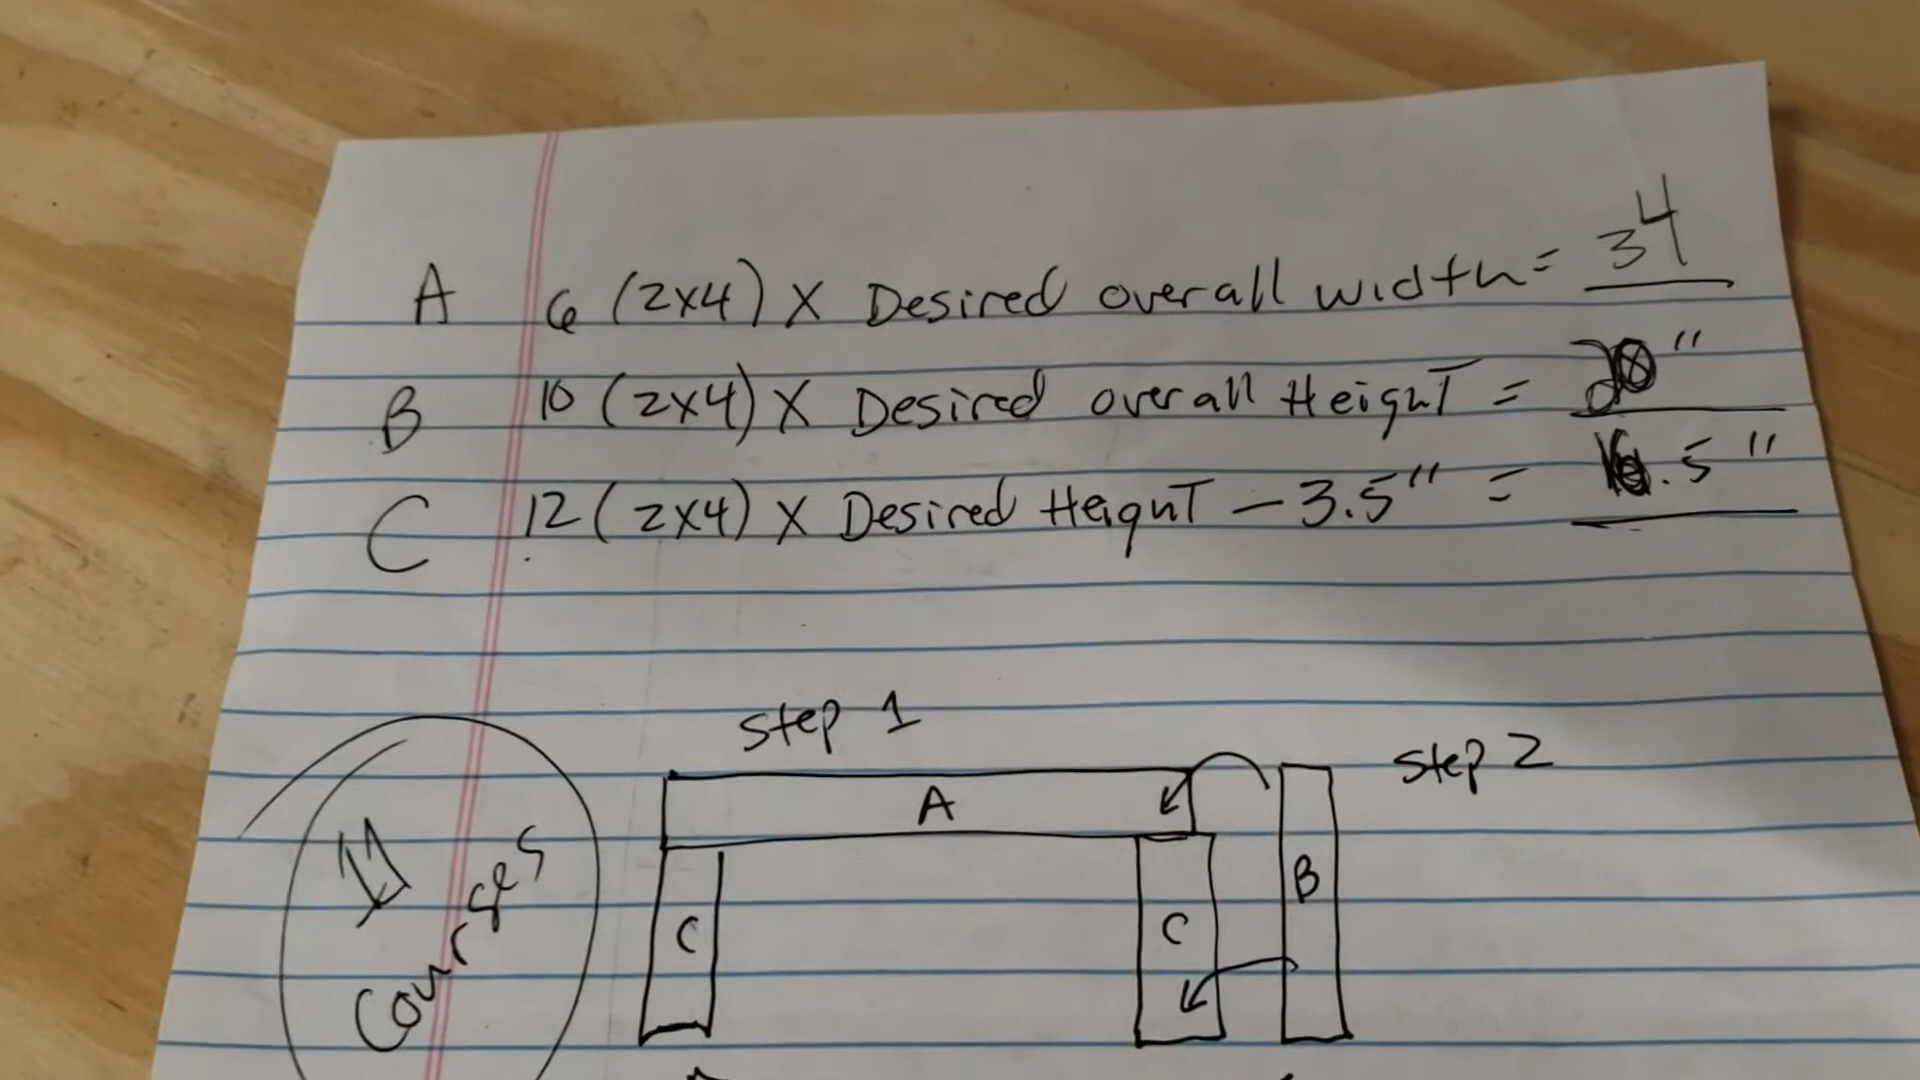 A 6 (2x4) X Desired overall width = 34
B 10 (2x4) X Desired overall Height = 20"
C 12 (2x4) X Desired Height - 3.5" = 16.5"
Step 1
Step 2
A
B
C
C
Courses